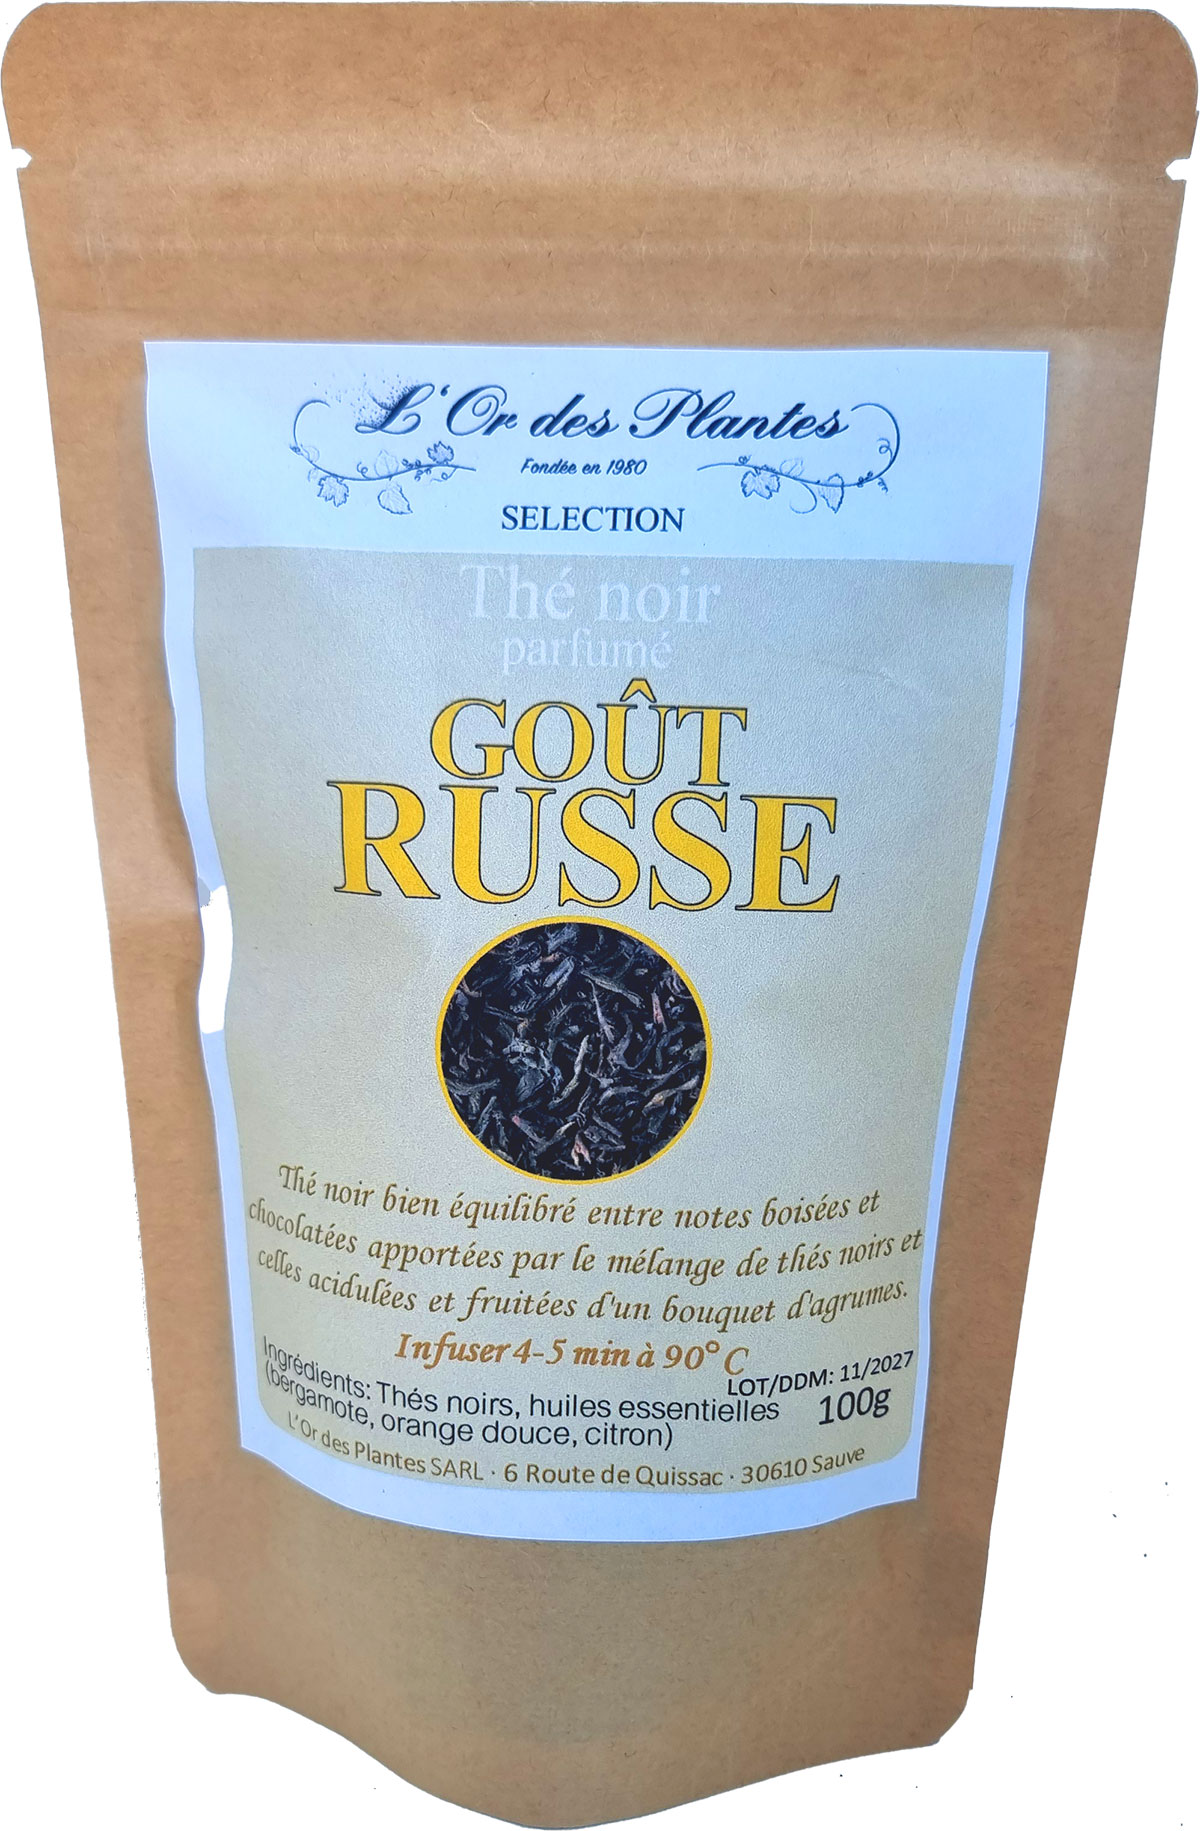 L'Or des Plantes
Fondée en 1980
SELECTION
Thé noir
parfumé
GOÛT
RUSSE
Thé noir bien équilibré entre notes boisées et
chocolatées apportées par le mélange de thés noirs et
celles acidulées et fruitées d'un bouquet d'agrumes.
Infuser 4-5 min à 90° C
LOT/DDM: 11/2027
Ingrédients: Thés noirs, huiles essentielles
(bergamote, orange douce, citron)
100g
L'Or des Plantes SARL · 6 Route de Quissac · 30610 Sauve